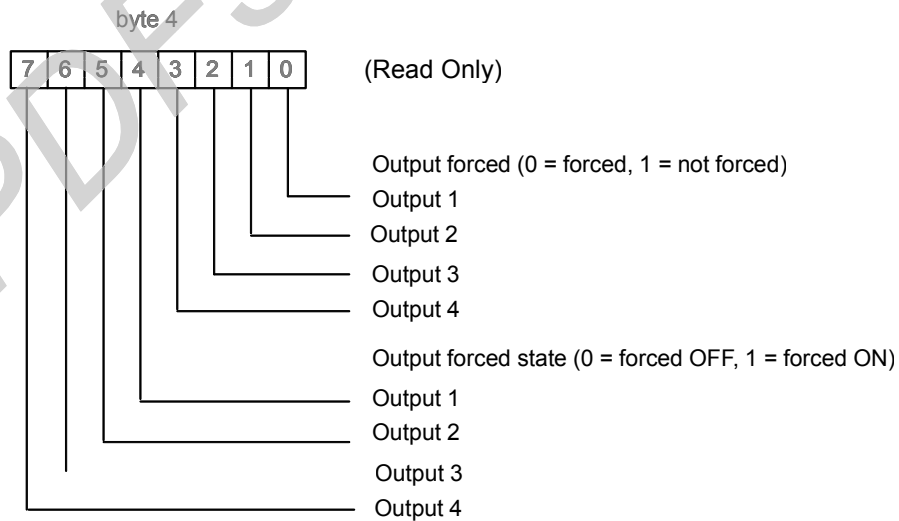 byte 4
7 6 5 4 3 2 1 0
(Read Only)
Output forced (0 = forced, 1 = not forced)
Output 1
Output 2
Output 3
Output 4
Output forced state (0 = forced OFF, 1 = forced ON)
Output 1
Output 2
Output 3
Output 4